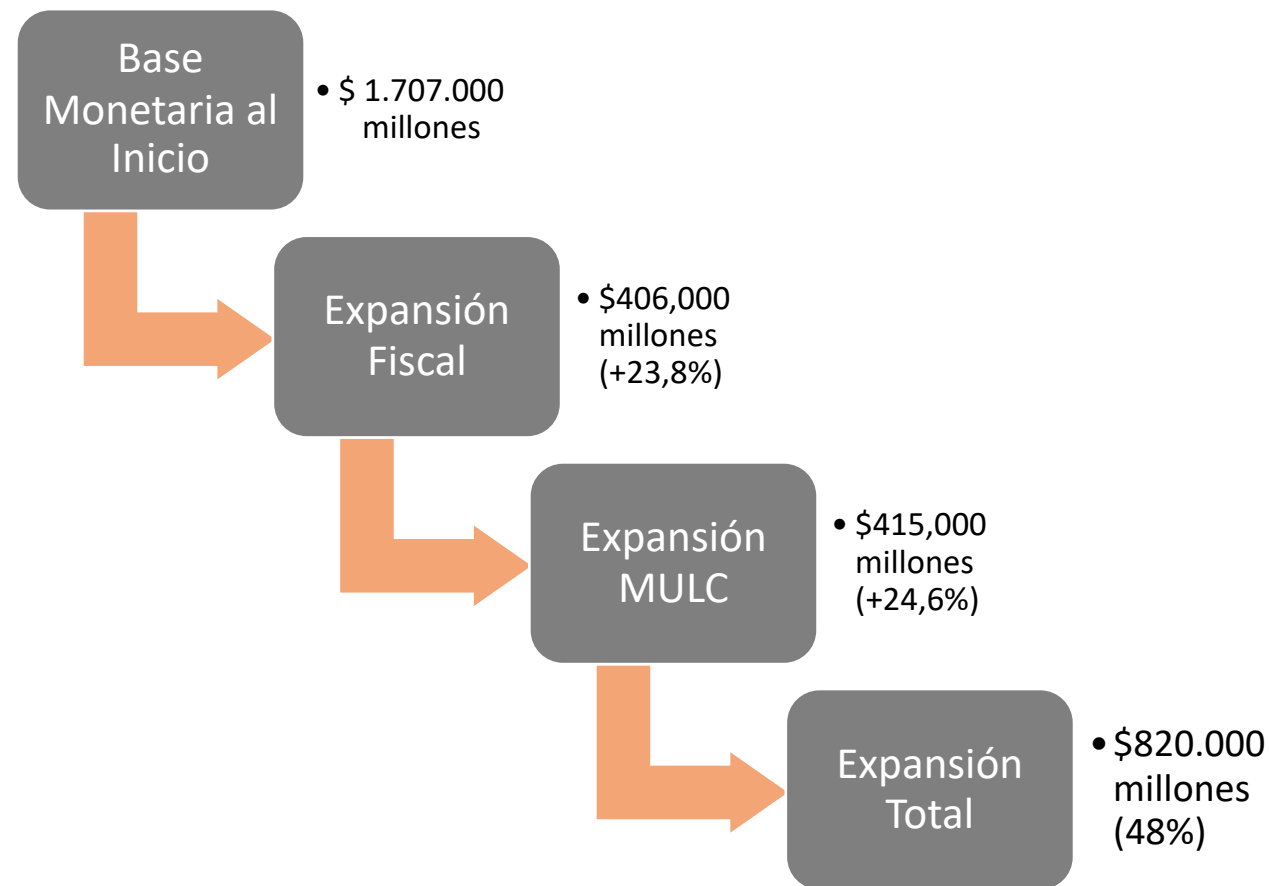 Base
Monetaria al
Inicio
• $ 1.707.000
millones
Expansión
Fiscal
• $406,000
millones
(+23,8%)
Expansión
MULC
• $415,000
millones
(+24,6%)
Expansión
Total
• $820.000
millones
(48%)